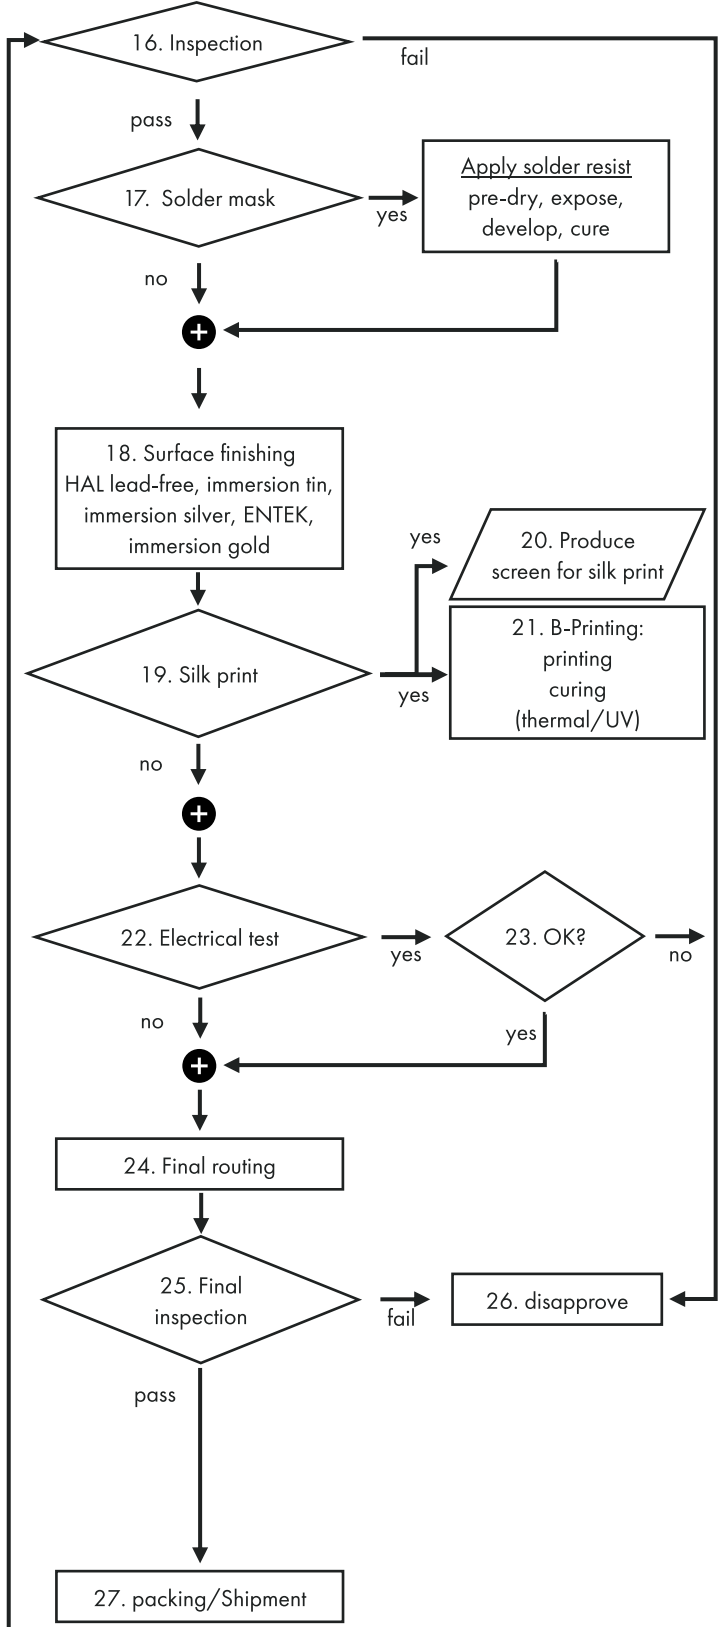 16. Inspection
fail
pass
17. Solder mask
yes
Apply solder resist
pre-dry, expose,
develop, cure
no
+
18. Surface finishing
HAL lead-free, immersion tin,
immersion silver, ENTEK,
immersion gold
yes
20. Produce
screen for silk print
19. Silk print
yes
21. B-Printing:
printing
curing
(thermal/UV)
no
+
22. Electrical test
yes
23. OK?
no
no
yes
+
24. Final routing
25. Final
inspection
fail
26. disapprove
pass
27. packing/Shipment